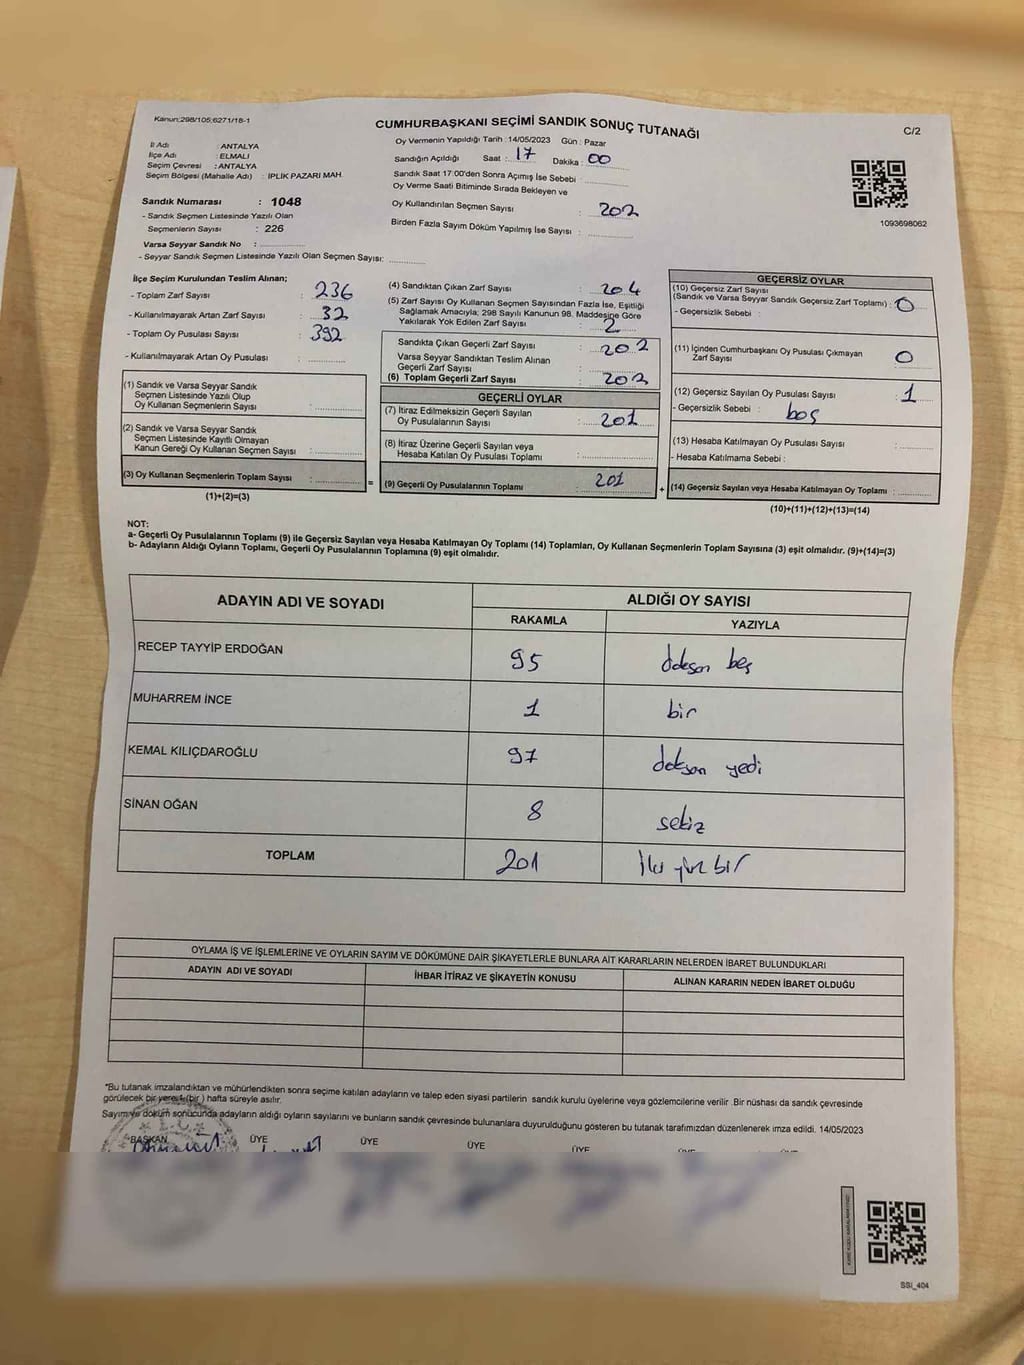 Kanun:298/105;6271/18-1
CUMHURBAŞKANI SEÇİMİ SANDIK SONUÇ TUTANAĞI
C/2
İl Adı : ANTALYA
İlçe Adı : ELMALI
Seçim Çevresi : ANTALYA
Seçim Bölgesi (Mahalle Adı) : İPLİK PAZARI MAH.
Sandık Numarası : 1048
- Sandık Seçmen Listesinde Yazılı Olan
Seçmenlerin Sayısı : 226
Varsa Seyyar Sandık No : ..............
- Seyyar Sandık Seçmen Listesinde Yazılı Olan Seçmen Sayısı: ............
Oy Vermenin Yapıldığı Tarih : 14/05/2023 Gün : Pazar
Sandığın Açıldığı Saat : 17 Dakika : 00
Sandık Saat 17:00'den Sonra Açımış İse Sebebi : ..............
Oy Verme Saati Bitiminde Sırada Bekleyen ve
Oy Kullandırılan Seçmen Sayısı : 202
Birden Fazla Sayım Döküm Yapılmış İse Sayısı : ..............
1093698062
İlçe Seçim Kurulundan Teslim Alınan;
- Toplam Zarf Sayısı : 236
- Kullanılmayarak Artan Zarf Sayısı : 32
- Toplam Oy Pusulası Sayısı : 392
- Kullanılmayarak Artan Oy Pusulası : ............
(1) Sandık ve Varsa Seyyar Sandık
Seçmen Listesinde Yazılı Olup
Oy Kullanan Seçmenlerin Sayısı : ..............
(2) Sandık ve Varsa Seyyar Sandık
Seçmen Listesinde Kayıtlı Olmayan
Kanun Gereği Oy Kullanan Seçmen Sayısı : ..............
(3) Oy Kullanan Seçmenlerin Toplam Sayısı : ..............
(1)+(2)=(3)
=
(4) Sandıktan Çıkan Zarf Sayısı : 204
(5) Zarf Sayısı Oy Kullanan Seçmen Sayısından Fazla İse, Eşitliği
Sağlamak Amacıyla; 298 Sayılı Kanunun 98. Maddesine Göre
Yakılarak Yok Edilen Zarf Sayısı : 2
Sandıkta Çıkan Geçerli Zarf Sayısı : 202
Varsa Seyyar Sandıktan Teslim Alınan
Geçerli Zarf Sayısı : ..............
(6) Toplam Geçerli Zarf Sayısı : 202
GEÇERLİ OYLAR
(7) İtiraz Edilmeksizin Geçerli Sayılan
Oy Pusulalarının Sayısı : 201
(8) İtiraz Üzerine Geçerli Sayılan veya
Hesaba Katılan Oy Pusulası Toplamı : ..............
(9) Geçerli Oy Pusulalarının Toplamı : 201
+
GEÇERSİZ OYLAR
(10) Geçersiz Zarf Sayısı
(Sandık ve Varsa Seyyar Sandık Geçersiz Zarf Toplamı) : 0
- Geçersizlik Sebebi : ..............
(11) İçinden Cumhurbaşkanı Oy Pusulası Çıkmayan
Zarf Sayısı 0
(12) Geçersiz Sayılan Oy Pusulası Sayısı : 1
- Geçersizlik Sebebi : boş
(13) Hesaba Katılmayan Oy Pusulası Sayısı : ............
- Hesaba Katılmama Sebebi :
(14) Geçersiz Sayılan veya Hesaba Katılmayan Oy Toplamı : ............
(10)+(11)+(12)+(13)=(14)
NOT:
a- Geçerli Oy Pusulalarının Toplamı (9) ile Geçersiz Sayılan veya Hesaba Katılmayan Oy Toplamı (14) Toplamları, Oy Kullanan Seçmenlerin Toplam Sayısına (3) eşit olmalıdır. (9)+(14)=(3)
b- Adayların Aldığı Oyların Toplamı, Geçerli Oy Pusulalarının Toplamına (9) eşit olmalıdır.
ADAYIN ADI VE SOYADI
ALDIĞI OY SAYISI
RAKAMLA YAZIYLA
RECEP TAYYİP ERDOĞAN 95 doksan beş
MUHARREM İNCE 1 bir
KEMAL KILIÇDAROĞLU 97 doksan yedi
SİNAN OĞAN 8 sekiz
TOPLAM 201 İki yüz bir
OYLAMA İŞ VE İŞLEMLERİNE VE OYLARIN SAYIM VE DÖKÜMÜNE DAİR ŞİKAYETLERLE BUNLARA AİT KARARLARIN NELERDEN İBARET BULUNDUKLARI
ADAYIN ADI VE SOYADI İHBAR İTİRAZ VE ŞİKAYETİN KONUSU ALINAN KARARIN NEDEN İBARET OLDUĞU
*Bu tutanak imzalandıktan ve mühürlendikten sonra seçime katılan adayların ve talep eden siyasi partilerin sandık kurulu üyelerine veya gözlemcilerine verilir .Bir nüshası da sandık çevresinde
görülecek bir yere 1 (bir ) hafta süreyle asılır.
Sayım ve döküm sonucunda adayların aldığı oyların sayılarını ve bunların sandık çevresinde bulunanlara duyurulduğunu gösteren bu tutanak tarafımızdan düzenlenerek imza edildi. 14/05/2023
BAŞKAN ÜYE ÜYE ÜYE ÜYE
SSİ_404